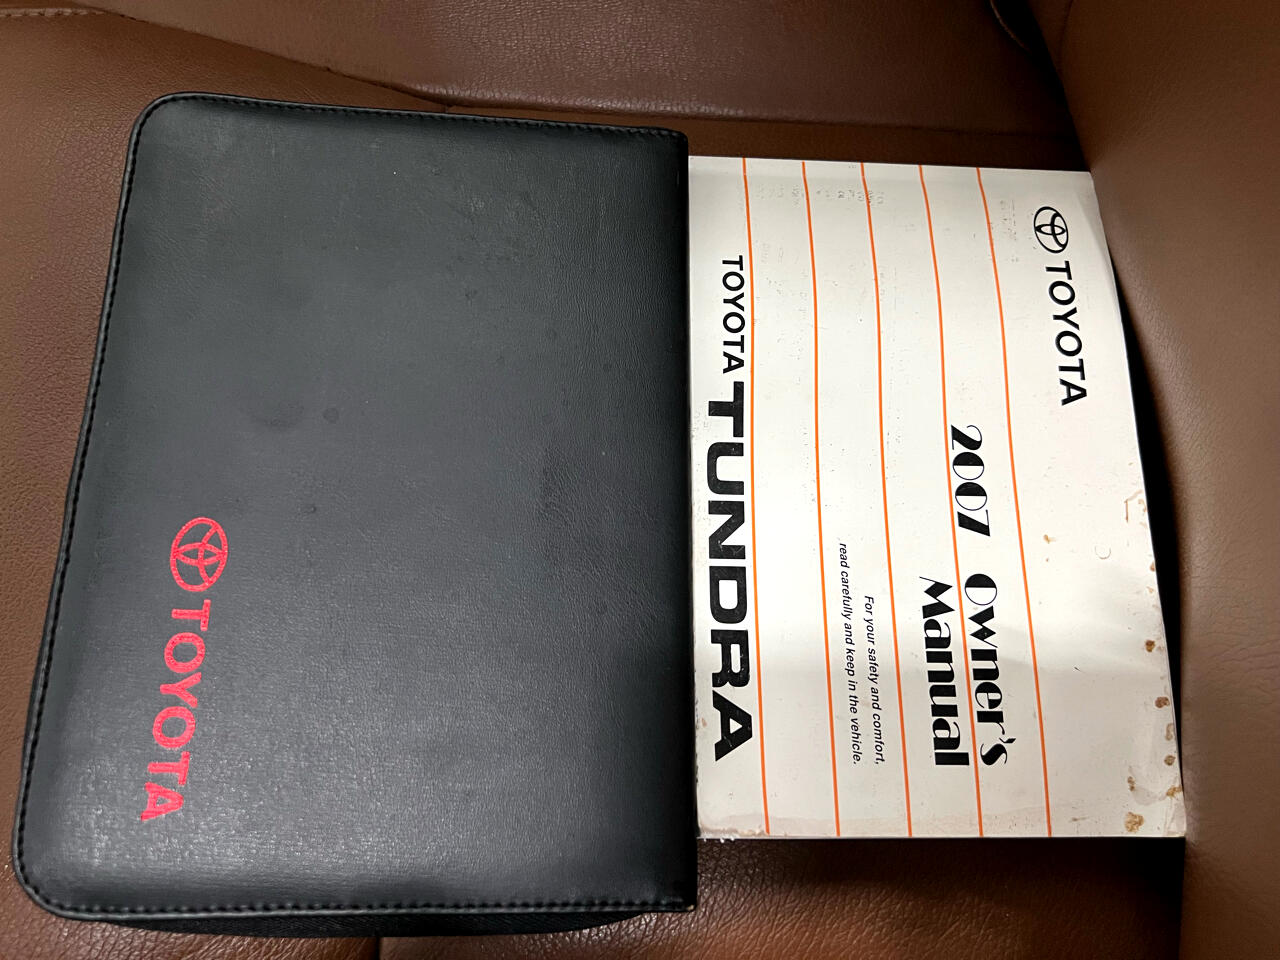 TOYOTA
2007 Owner's
Manual
For your safety and comfort,
read carefully and keep in the vehicle.
TOYOTA TUNDRA
TOYOTA